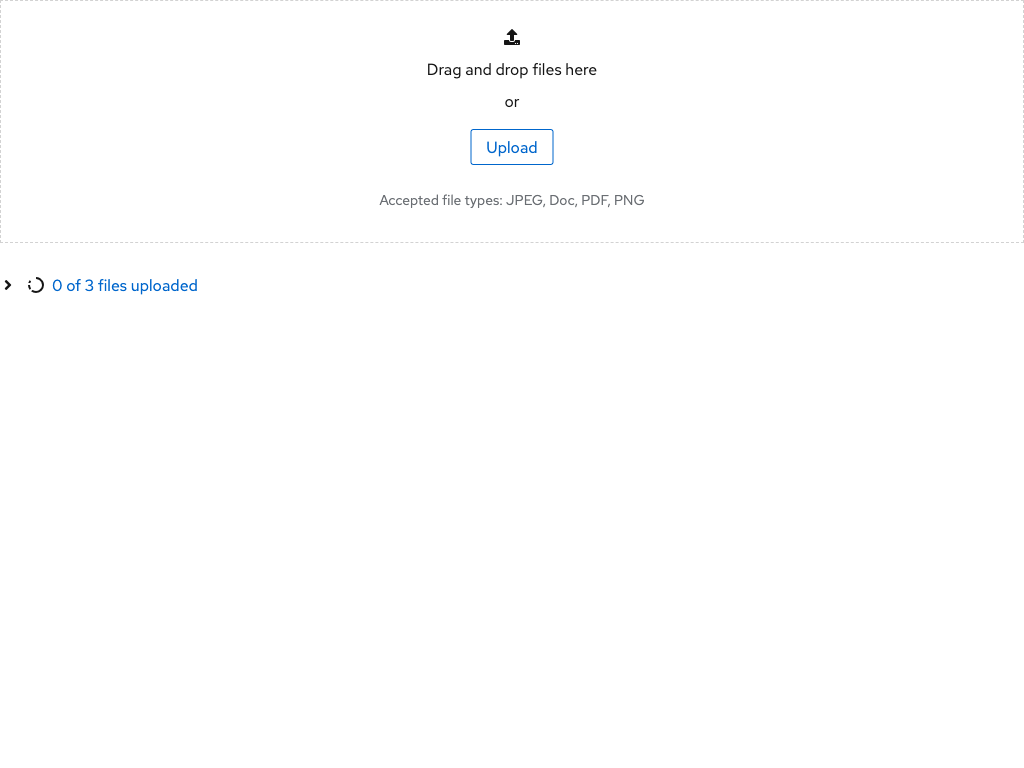 Drag and drop files here
or
Upload
Accepted file types: JPEG, Doc, PDF, PNG
0 of 3 files uploaded